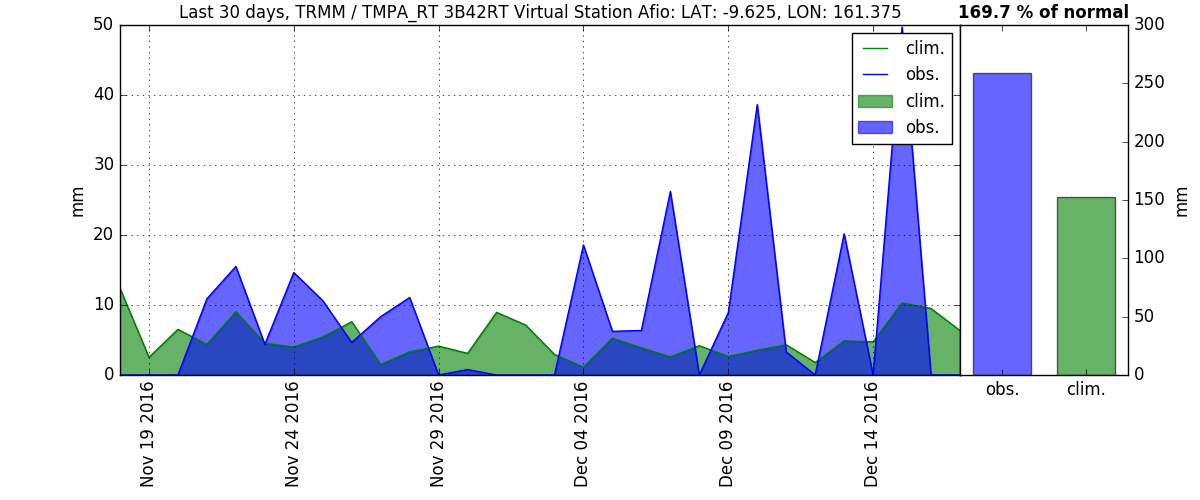 Last 30 days, TRMM / TMPA_RT 3B42RT Virtual Station Afio: LAT: -9.625, LON: 161.375
169.7 % of normal
50
40
30
20
10
0
mm
clim.
obs.
clim.
obs.
Nov 19 2016
Nov 24 2016
Nov 29 2016
Dec 04 2016
Dec 09 2016
Dec 14 2016
300
250
200
150
100
50
0
mm
obs.
clim.